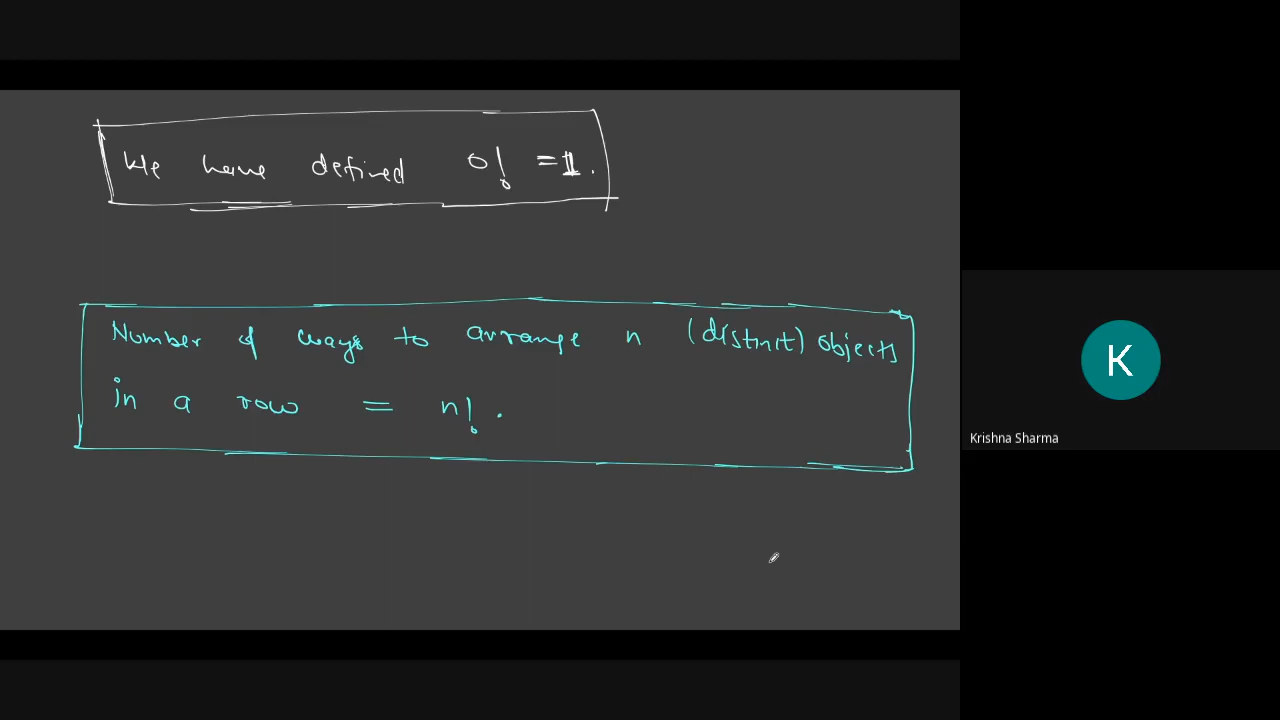 We have defined 0! = 1.
Number of ways to arrange n (distinct) objects
in a row = n!.
K
Krishna Sharma